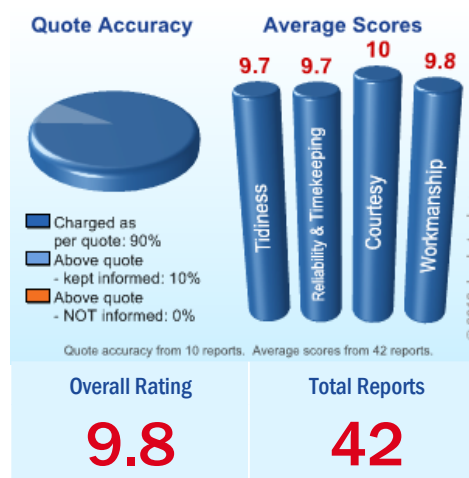 Quote Accuracy
Charged as
per quote: 90%
Above quote
- kept informed: 10%
Above quote
- NOT informed: 0%
Average Scores
9.7
9.7
10
9.8
Tidiness
Reliability & Timekeeping
Courtesy
Workmanship
Quote accuracy from 10 reports. Average scores from 42 reports.
Overall Rating
9.8
Total Reports
42